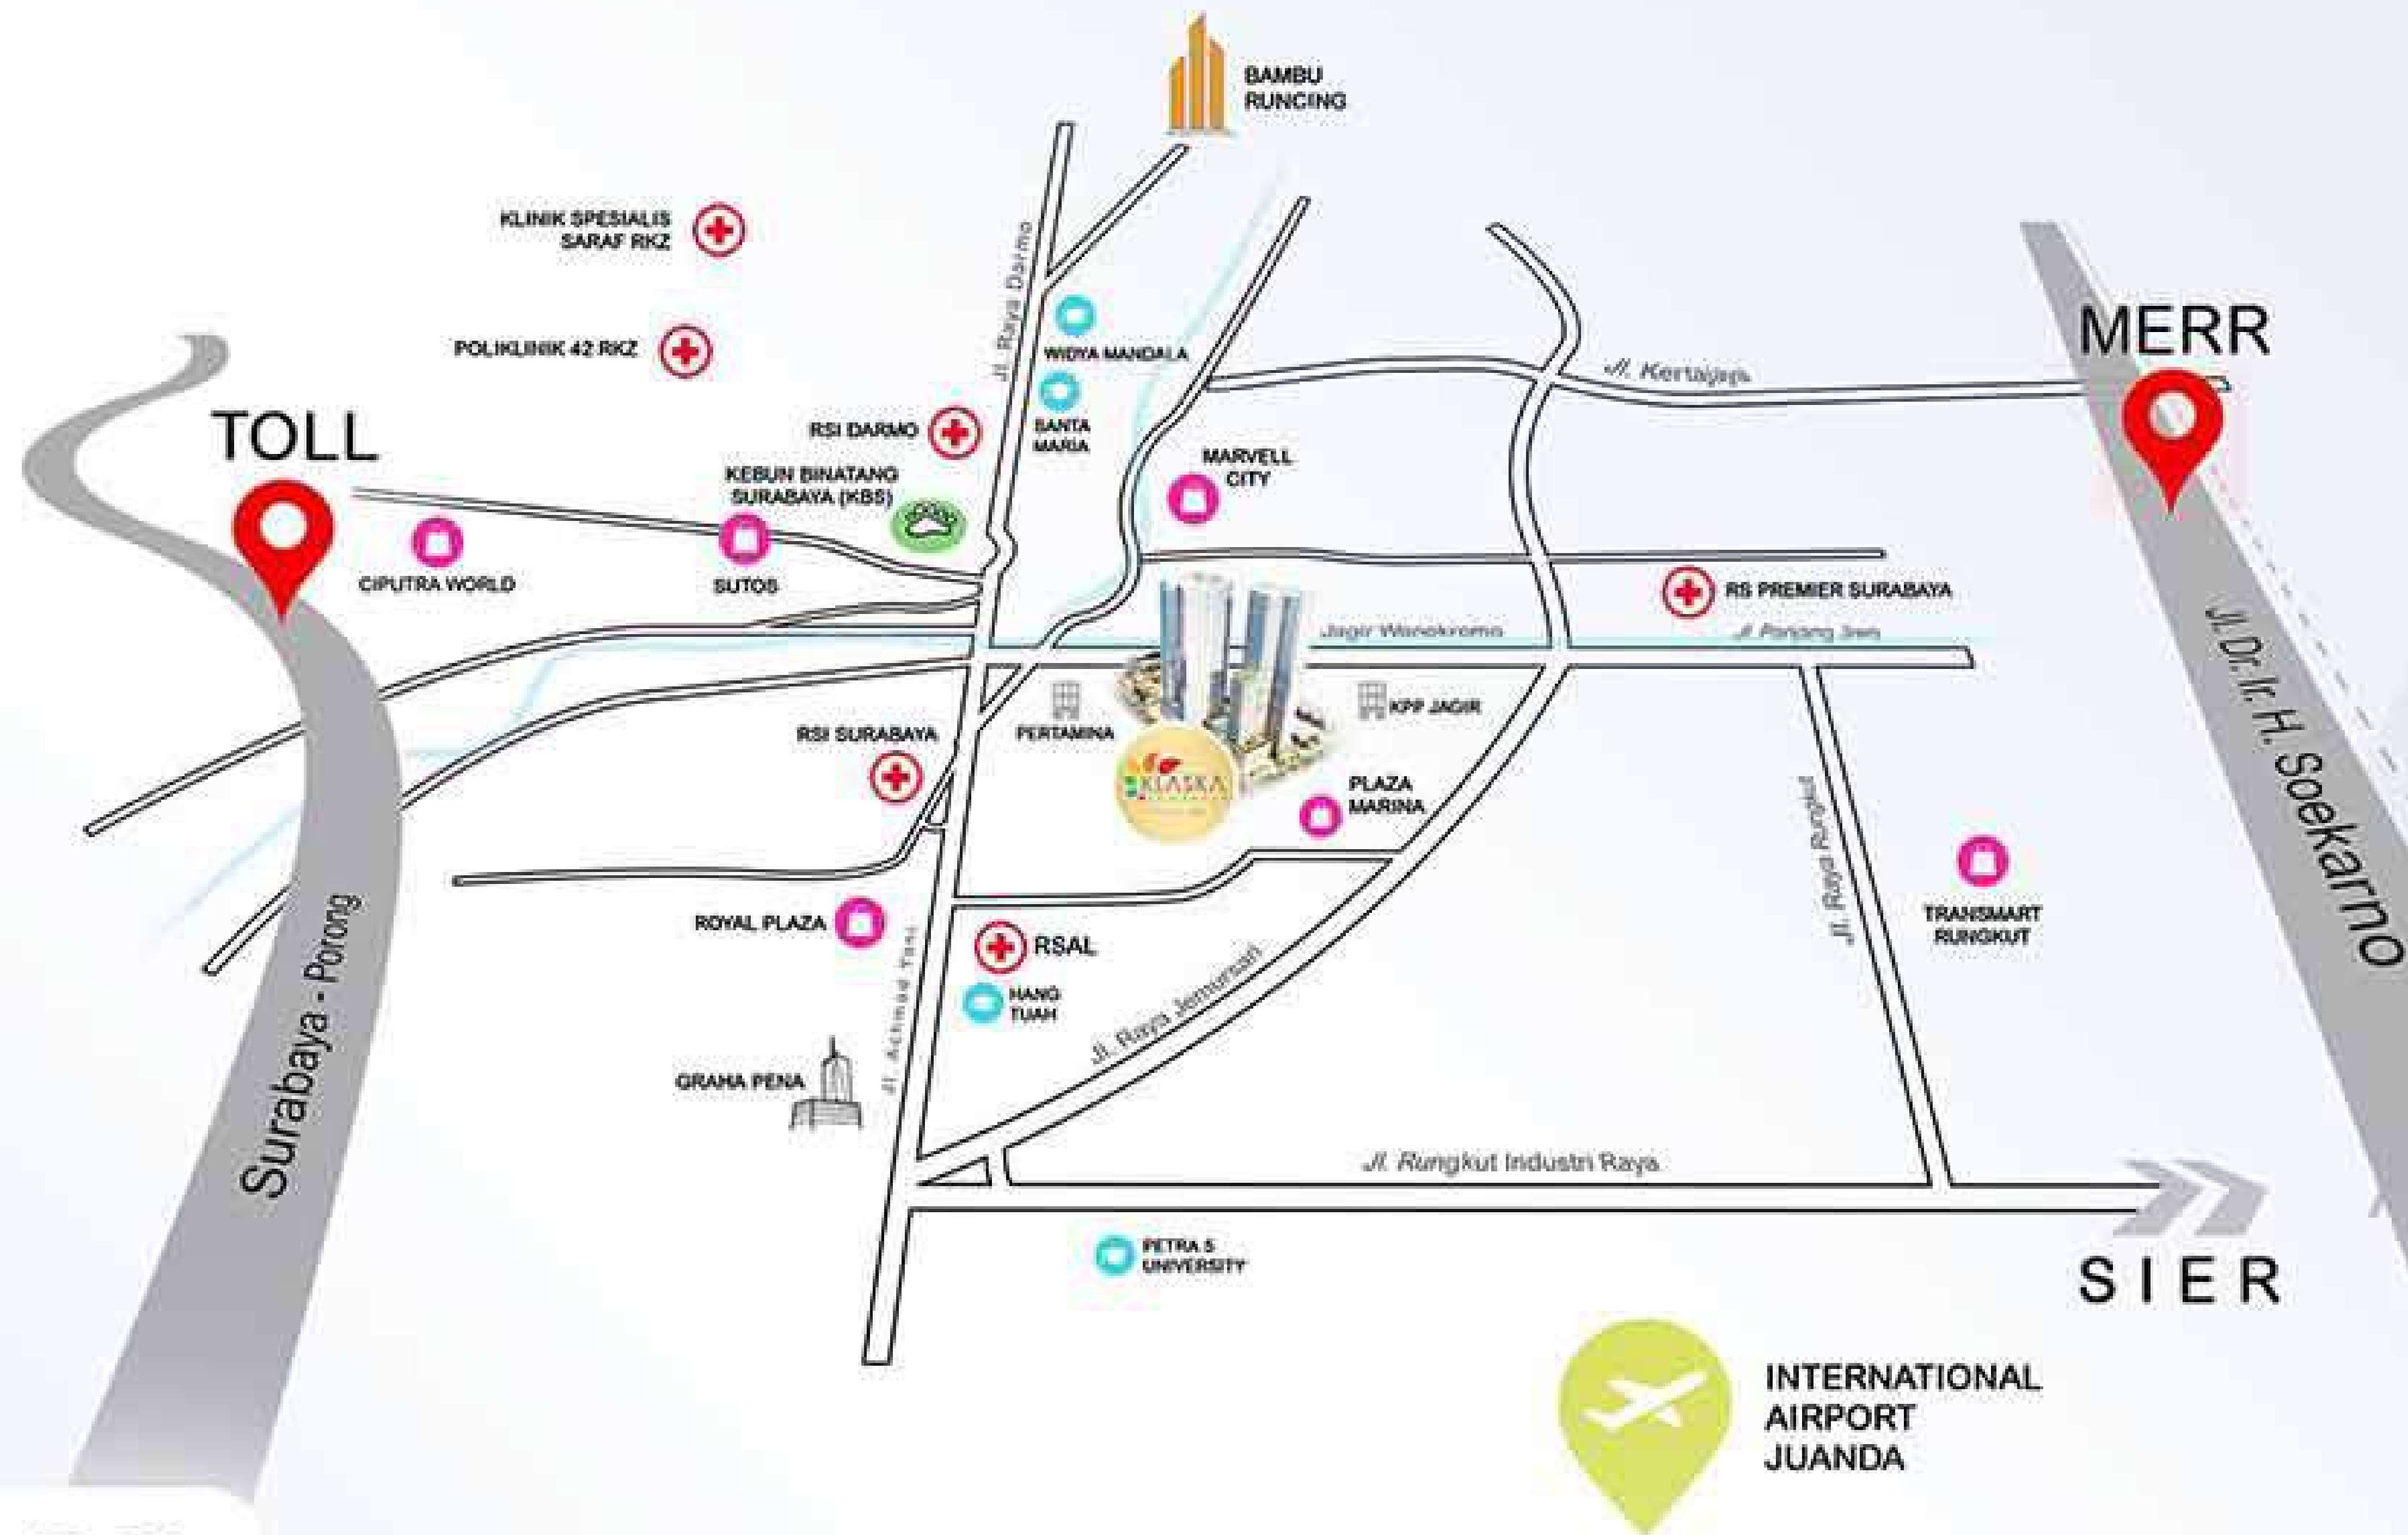 BAMBU
RUNCING
KLINIK SPESIALIS
SARAF RKZ
POLIKLINIK 42 RKZ
Jl. Raya Darmo
WIDYA MANDALA
SANTA
MARIA
RSI DARMO
KEBUN BINATANG
SURABAYA (KBS)
TOLL
CIPUTRA WORLD
SUTOS
MARVELL
CITY
Jl. Kertajaya
MERR
RS PREMIER SURABAYA
Jagir Wonokromo
Jl. Panjang Jiwo
Jl. Dr. Ir. H. Soekarno
RSI SURABAYA
PERTAMINA
KPP JAGIR
KLASKA
PLAZA
MARINA
Jl. Raya Rungkut
TRANSMART
RUNGKUT
ROYAL PLAZA
RSAL
HANG
TUAH
Jl. Achmad Yani
Jl. Raya Jemursari
Surabaya - Porong
GRAHA PENA
Jl. Rungkut Industri Raya
PETRA 5
UNIVERSITY
SIER
INTERNATIONAL
AIRPORT
JUANDA